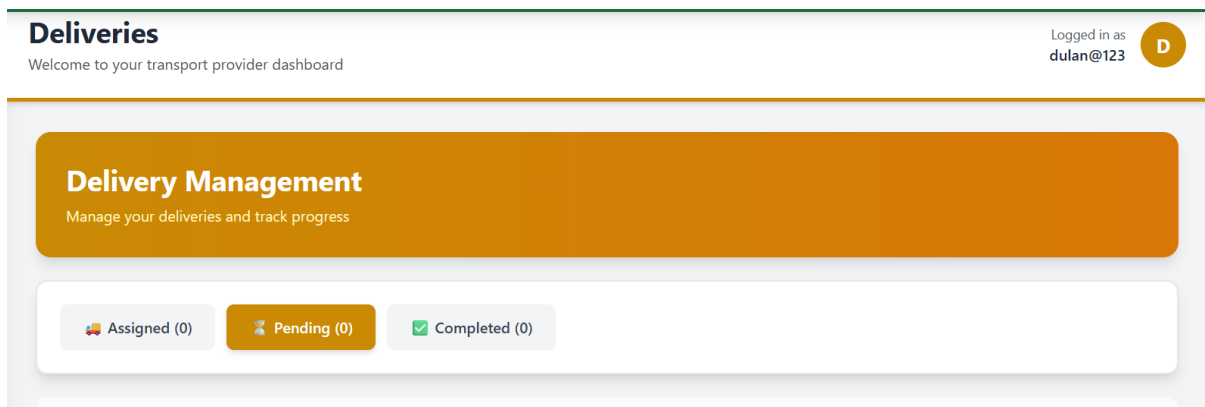 Deliveries
Welcome to your transport provider dashboard
Logged in as
dulan@123
D
Delivery Management
Manage your deliveries and track progress
🚚 Assigned (0)
⏳ Pending (0)
✅ Completed (0)